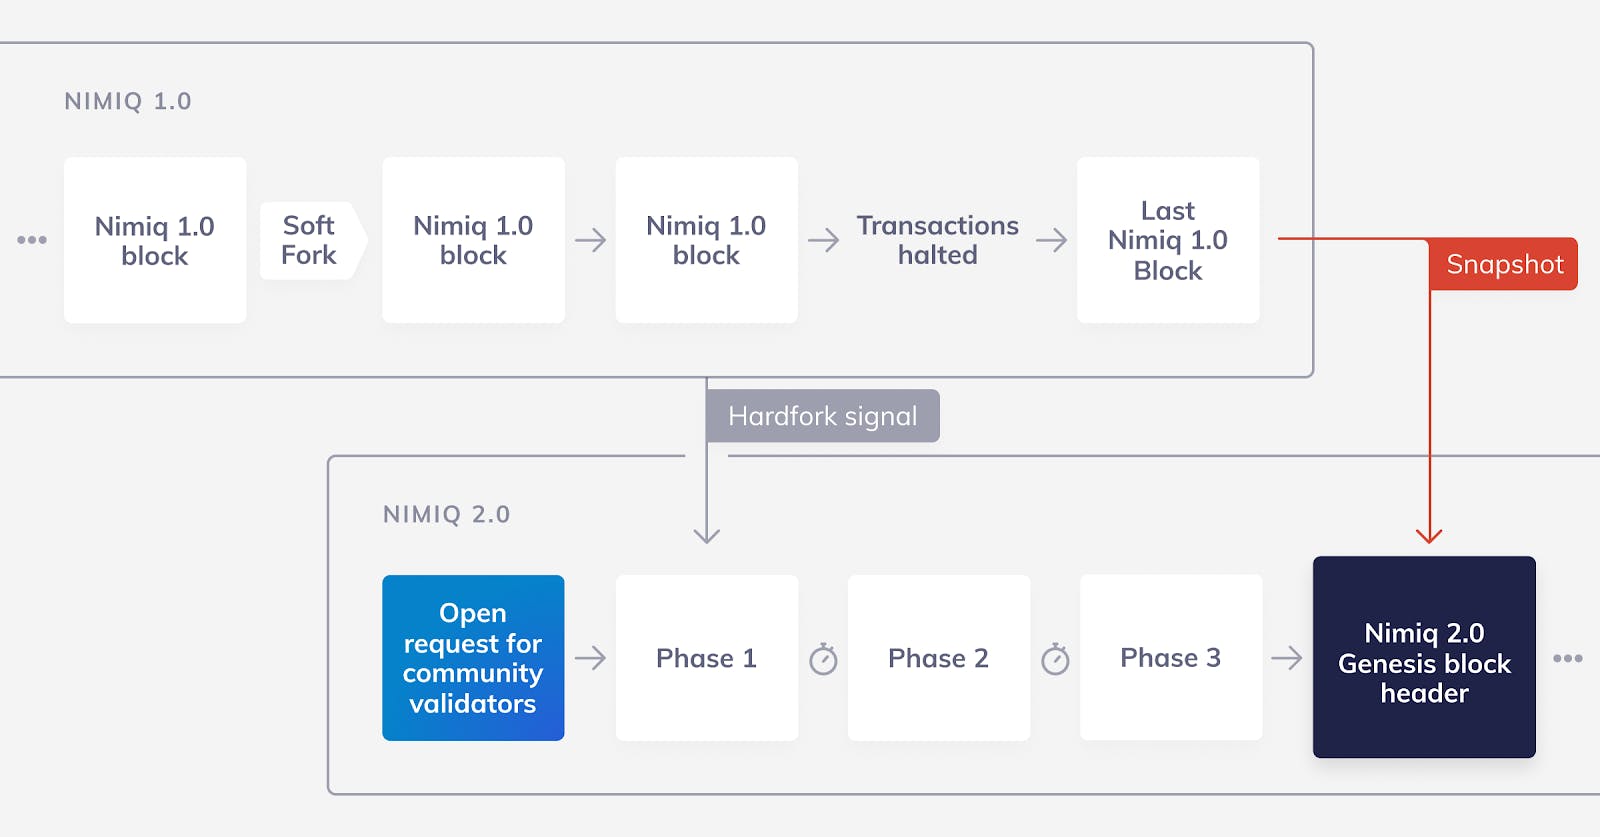 NIMIQ 1.0
Nimiq 1.0
block
Soft
Fork
Nimiq 1.0
block
Nimiq 1.0
block
Transactions
halted
Last
Nimiq 1.0
Block
Snapshot
Hardfork signal
NIMIQ 2.0
Open
request for
community
validators
Phase 1
Phase 2
Phase 3
Nimiq 2.0
Genesis block
header